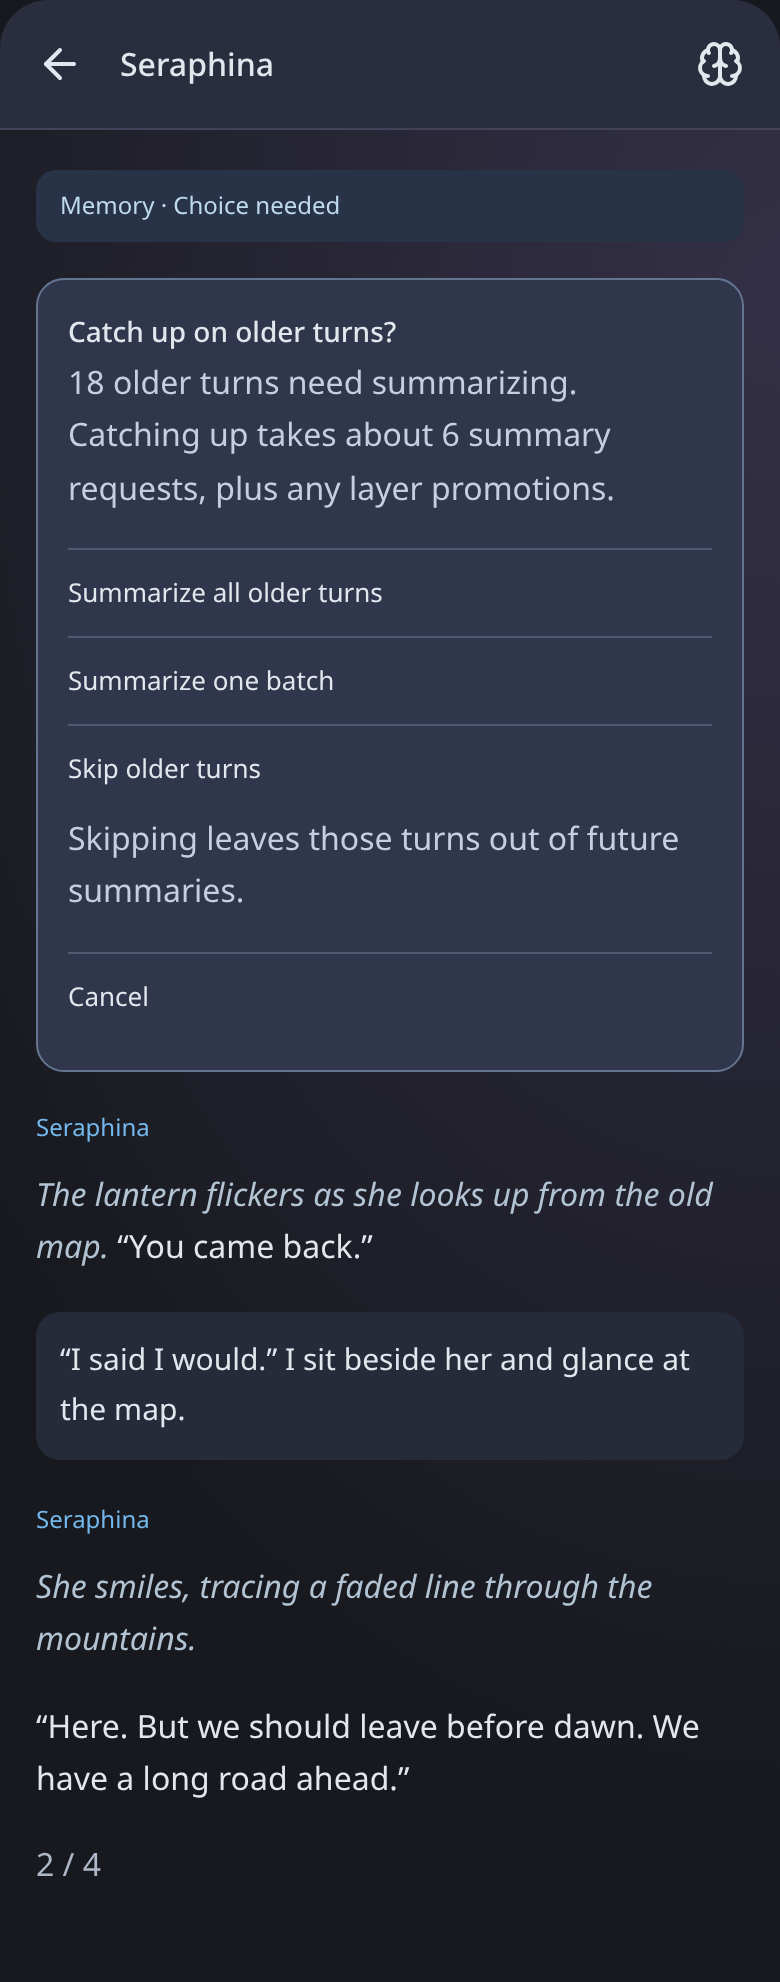 Seraphina
Memory · Choice needed
Catch up on older turns?
18 older turns need summarizing.
Catching up takes about 6 summary
requests, plus any layer promotions.
Summarize all older turns
Summarize one batch
Skip older turns
Skipping leaves those turns out of future
summaries.
Cancel
Seraphina
The lantern flickers as she looks up from the old
map. “You came back.”
“I said I would.” I sit beside her and glance at
the map.
Seraphina
She smiles, tracing a faded line through the
mountains.
“Here. But we should leave before dawn. We
have a long road ahead.”
2 / 4